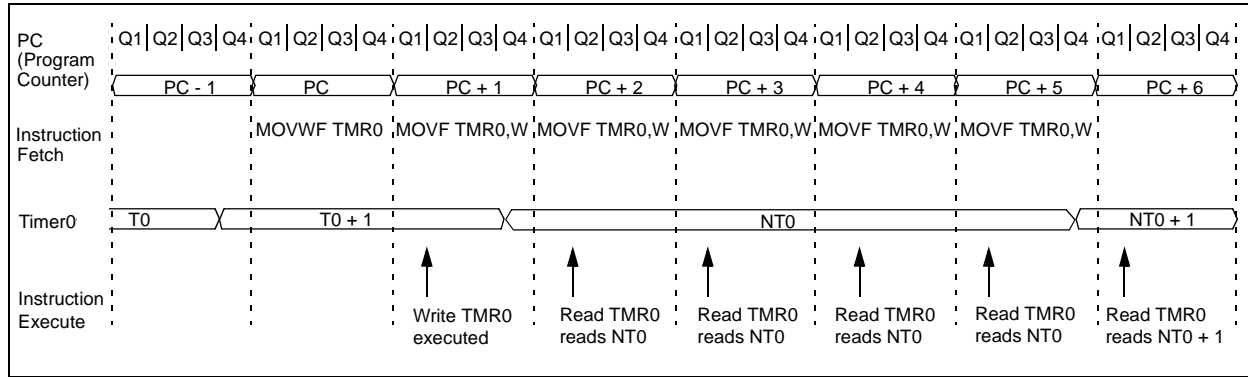 PC
(Program
Counter)
Q1 Q2 Q3 Q4 Q1 Q2 Q3 Q4 Q1 Q2 Q3 Q4 Q1 Q2 Q3 Q4 Q1 Q2 Q3 Q4 Q1 Q2 Q3 Q4 Q1 Q2 Q3 Q4 Q1 Q2 Q3 Q4
PC - 1 PC PC + 1 PC + 2 PC + 3 PC + 4 PC + 5 PC + 6
Instruction
Fetch
MOVWF TMR0 MOVF TMR0,W MOVF TMR0,W MOVF TMR0,W MOVF TMR0,W MOVF TMR0,W
Timer0 T0 T0 + 1 NT0 NT0 + 1
Instruction
Execute
Write TMR0
executed
Read TMR0
reads NT0
Read TMR0
reads NT0
Read TMR0
reads NT0
Read TMR0
reads NT0
Read TMR0
reads NT0 + 1